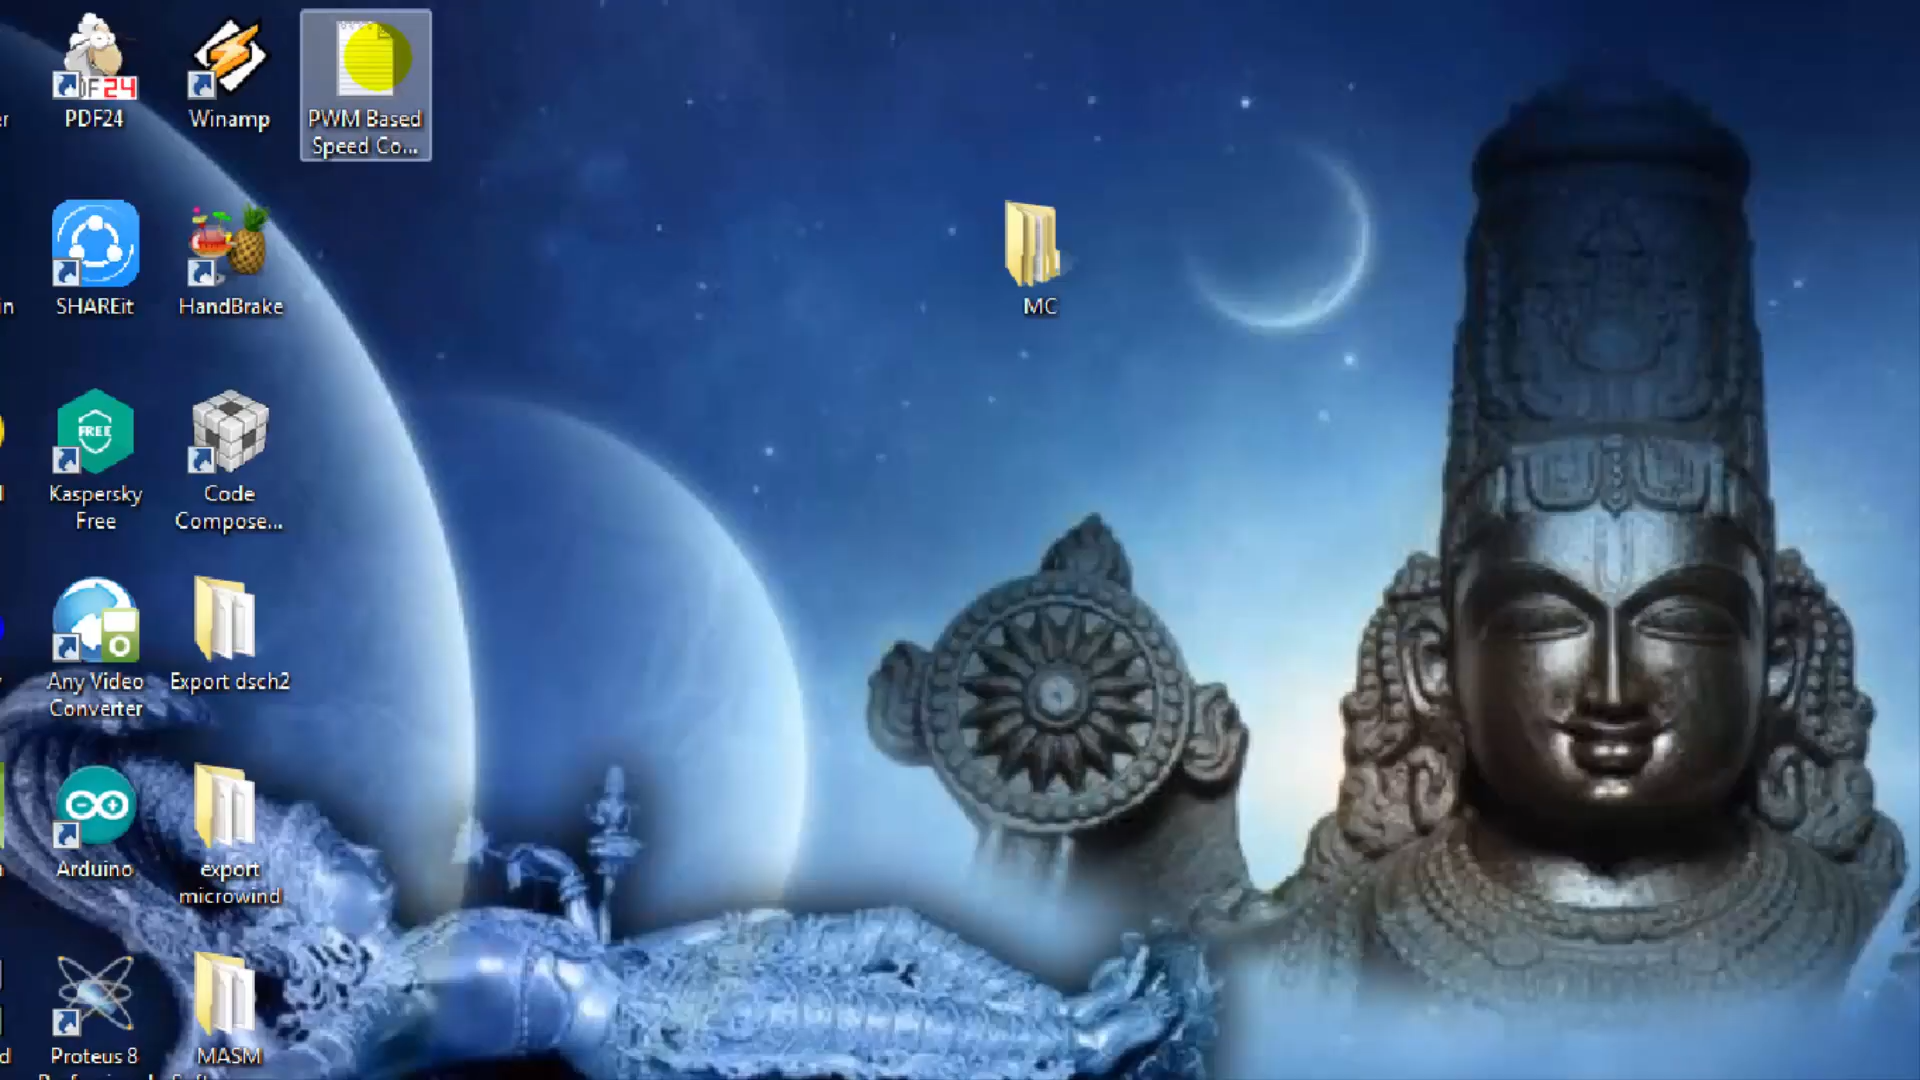 PDF24
Winamp
PWM Based
Speed Co...
SHAREit
HandBrake
MC
FREE
Kaspersky
Free
Code
Compose...
Any Video
Converter
Export dsch2
Arduino
export
microwind
Proteus 8
MASM